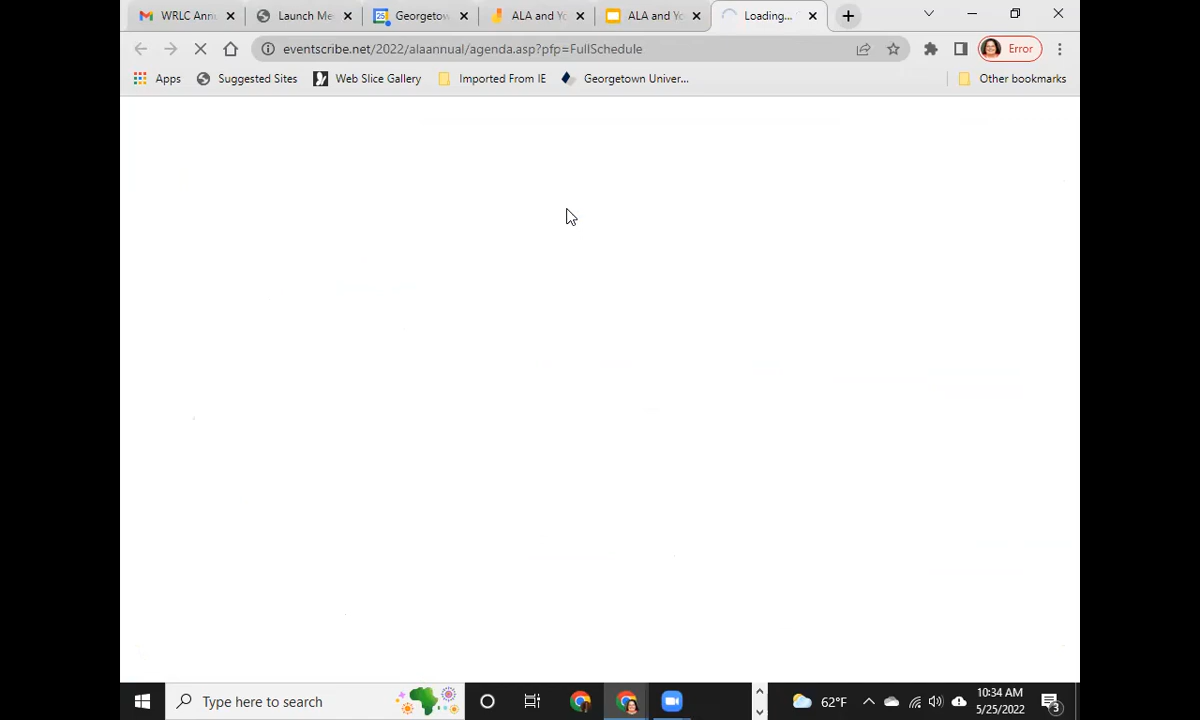 WRLC Ann
Launch Me
Georgetow
ALA and Yo
ALA and Yo
Loading...
eventscribe.net/2022/alaannual/agenda.asp?pfp=FullSchedule
Error
Apps
Suggested Sites
Web Slice Gallery
Imported From IE
Georgetown Univer...
Other bookmarks
Type here to search
62°F
10:34 AM
5/25/2022
3